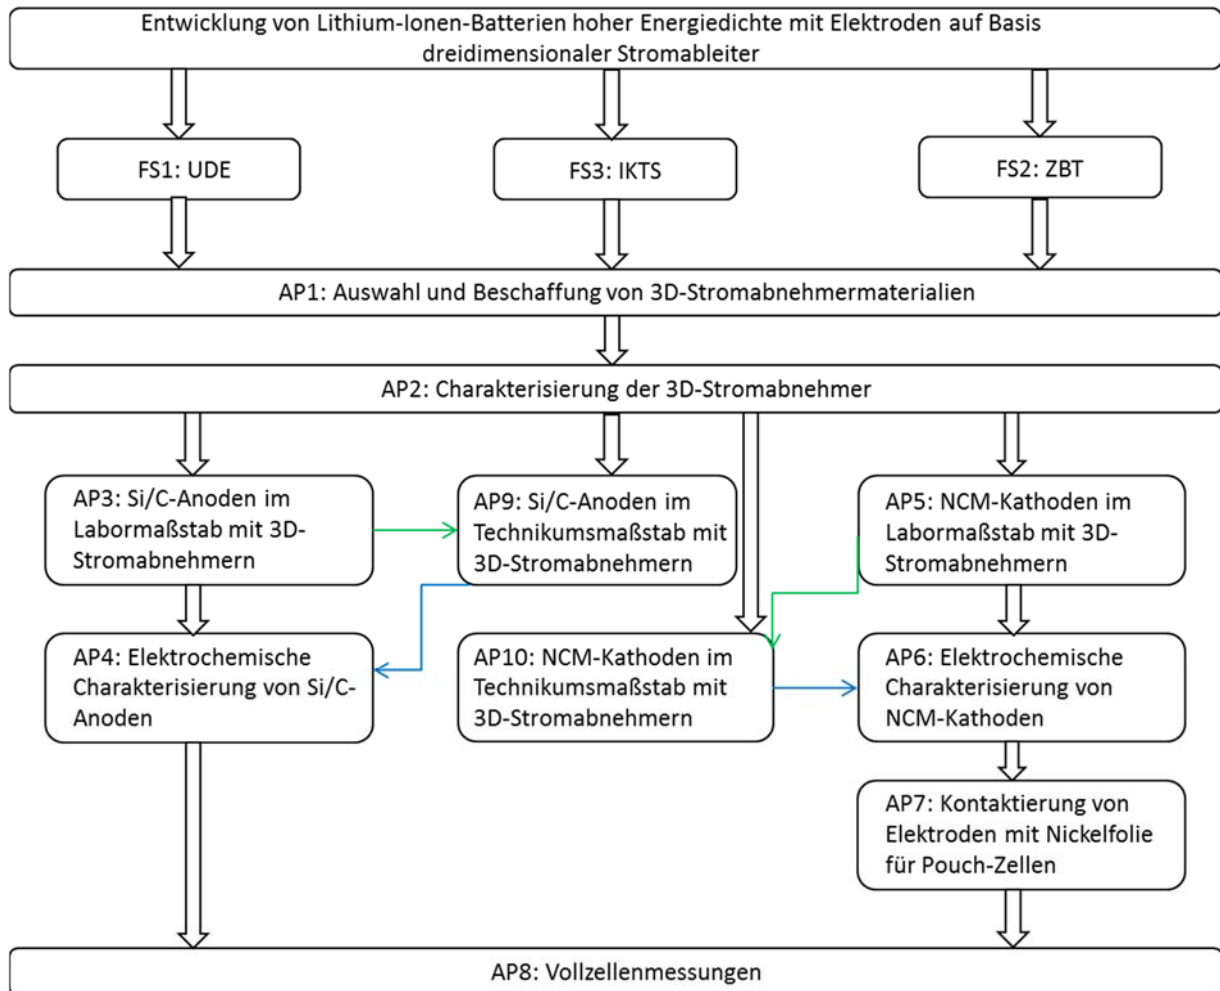 Entwicklung von Lithium-Ionen-Batterien hoher Energiedichte mit Elektroden auf Basis
dreidimensionaler Stromableiter
FS1: UDE
FS3: IKTS
FS2: ZBT
AP1: Auswahl und Beschaffung von 3D-Stromabnehmermaterialien
AP2: Charakterisierung der 3D-Stromabnehmer
AP3: Si/C-Anoden im
Labormaßstab mit 3D-
Stromabnehmern
AP9: Si/C-Anoden im
Technikumsmaßstab mit
3D-Stromabnehmern
AP5: NCM-Kathoden im
Labormaßstab mit 3D-
Stromabnehmern
AP4: Elektrochemische
Charakterisierung von Si/C-
Anoden
AP10: NCM-Kathoden im
Technikumsmaßstab mit
3D-Stromabnehmern
AP6: Elektrochemische
Charakterisierung von
NCM-Kathoden
AP7: Kontaktierung von
Elektroden mit Nickelfolie
für Pouch-Zellen
AP8: Vollzellenmessungen